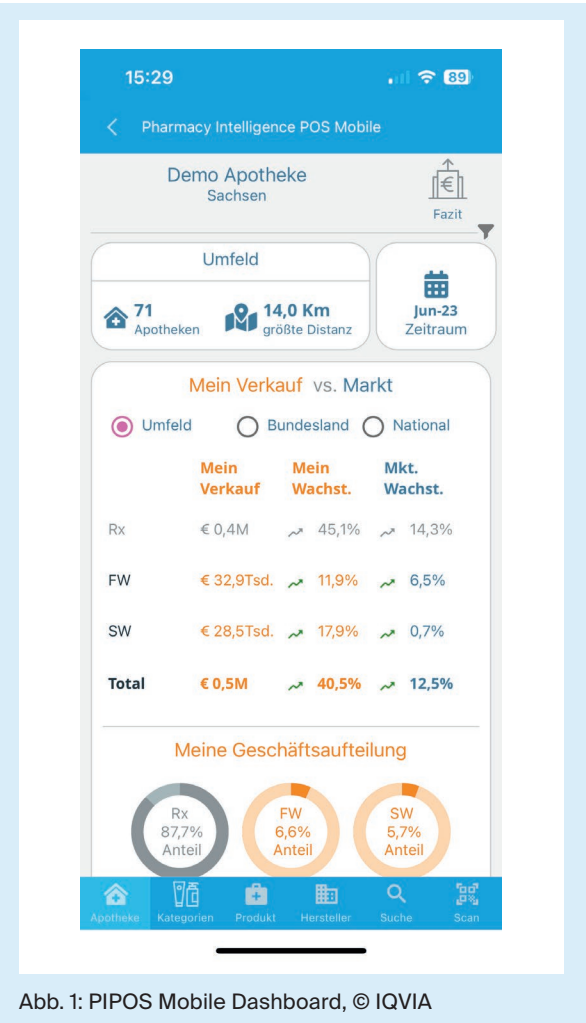 15:29
89
Pharmacy Intelligence POS Mobile
Demo Apotheke
Sachsen
Fazit
Umfeld
71
Apotheken
14,0 Km
größte Distanz
Jun-23
Zeitraum
Mein Verkauf vs. Markt
Umfeld Bundesland National
Mein Verkauf Mein Wachst. Mkt. Wachst.
Rx € 0,4M 45,1% 14,3%
FW € 32,9Tsd. 11,9% 6,5%
SW € 28,5Tsd. 17,9% 0,7%
Total € 0,5M 40,5% 12,5%
Meine Geschäftsaufteilung
Rx
87,7%
Anteil
FW
6,6%
Anteil
SW
5,7%
Anteil
Apotheke Kategorien Produkt Hersteller Suche Scan
Abb. 1: PIPOS Mobile Dashboard, © IQVIA